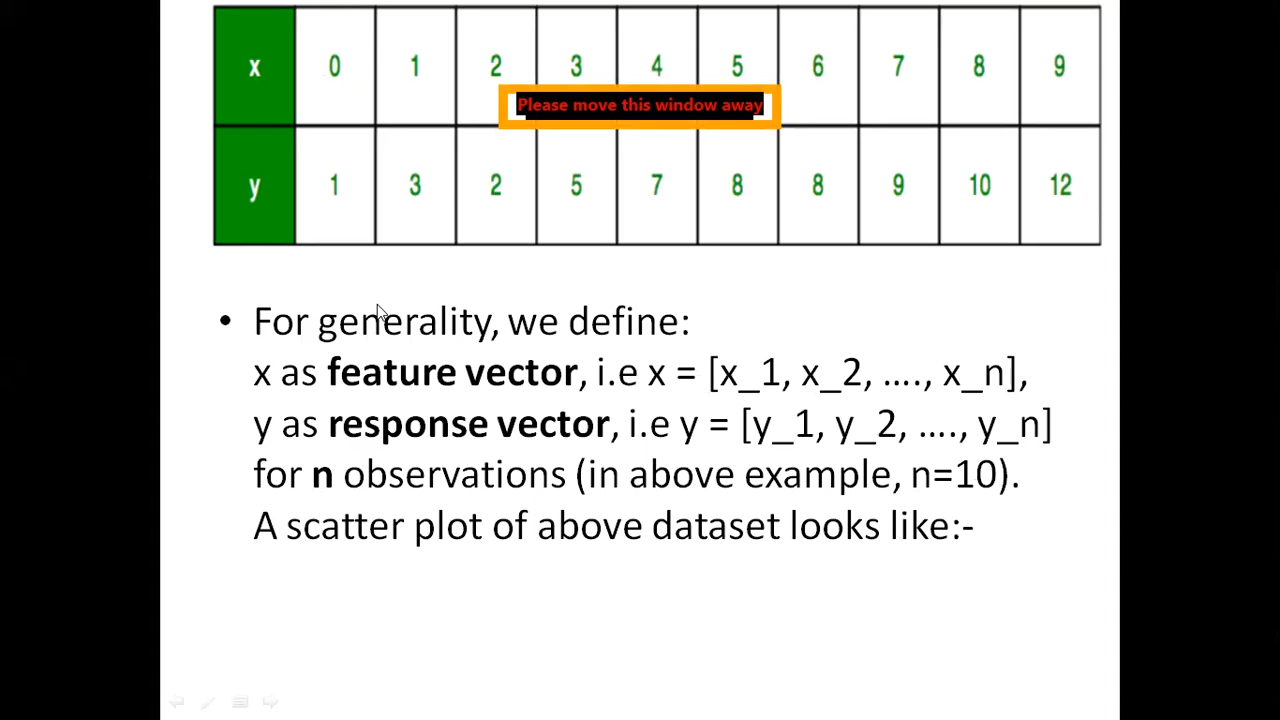 x 0 1 2 3 4 5 6 7 8 9
Please move this window away
y 1 3 2 5 7 8 8 9 10 12
• For generality, we define:
x as feature vector, i.e x = [x_1, x_2, …., x_n],
y as response vector, i.e y = [y_1, y_2, …., y_n]
for n observations (in above example, n=10).
A scatter plot of above dataset looks like:-